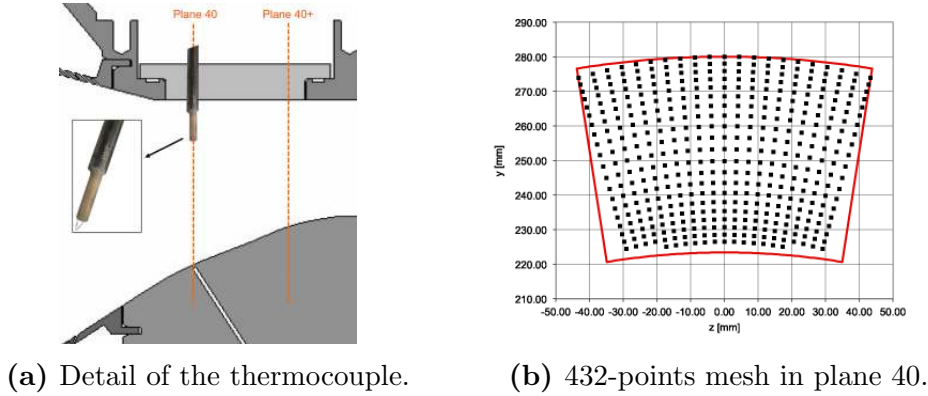 Plane 40
Plane 40+
290.00
280.00
270.00
260.00
250.00
240.00
230.00
220.00
210.00
y [mm]
-50.00 -40.00 -30.00 -20.00 -10.00 0.00 10.00 20.00 30.00 40.00 50.00
z [mm]
(a) Detail of the thermocouple.
(b) 432-points mesh in plane 40.